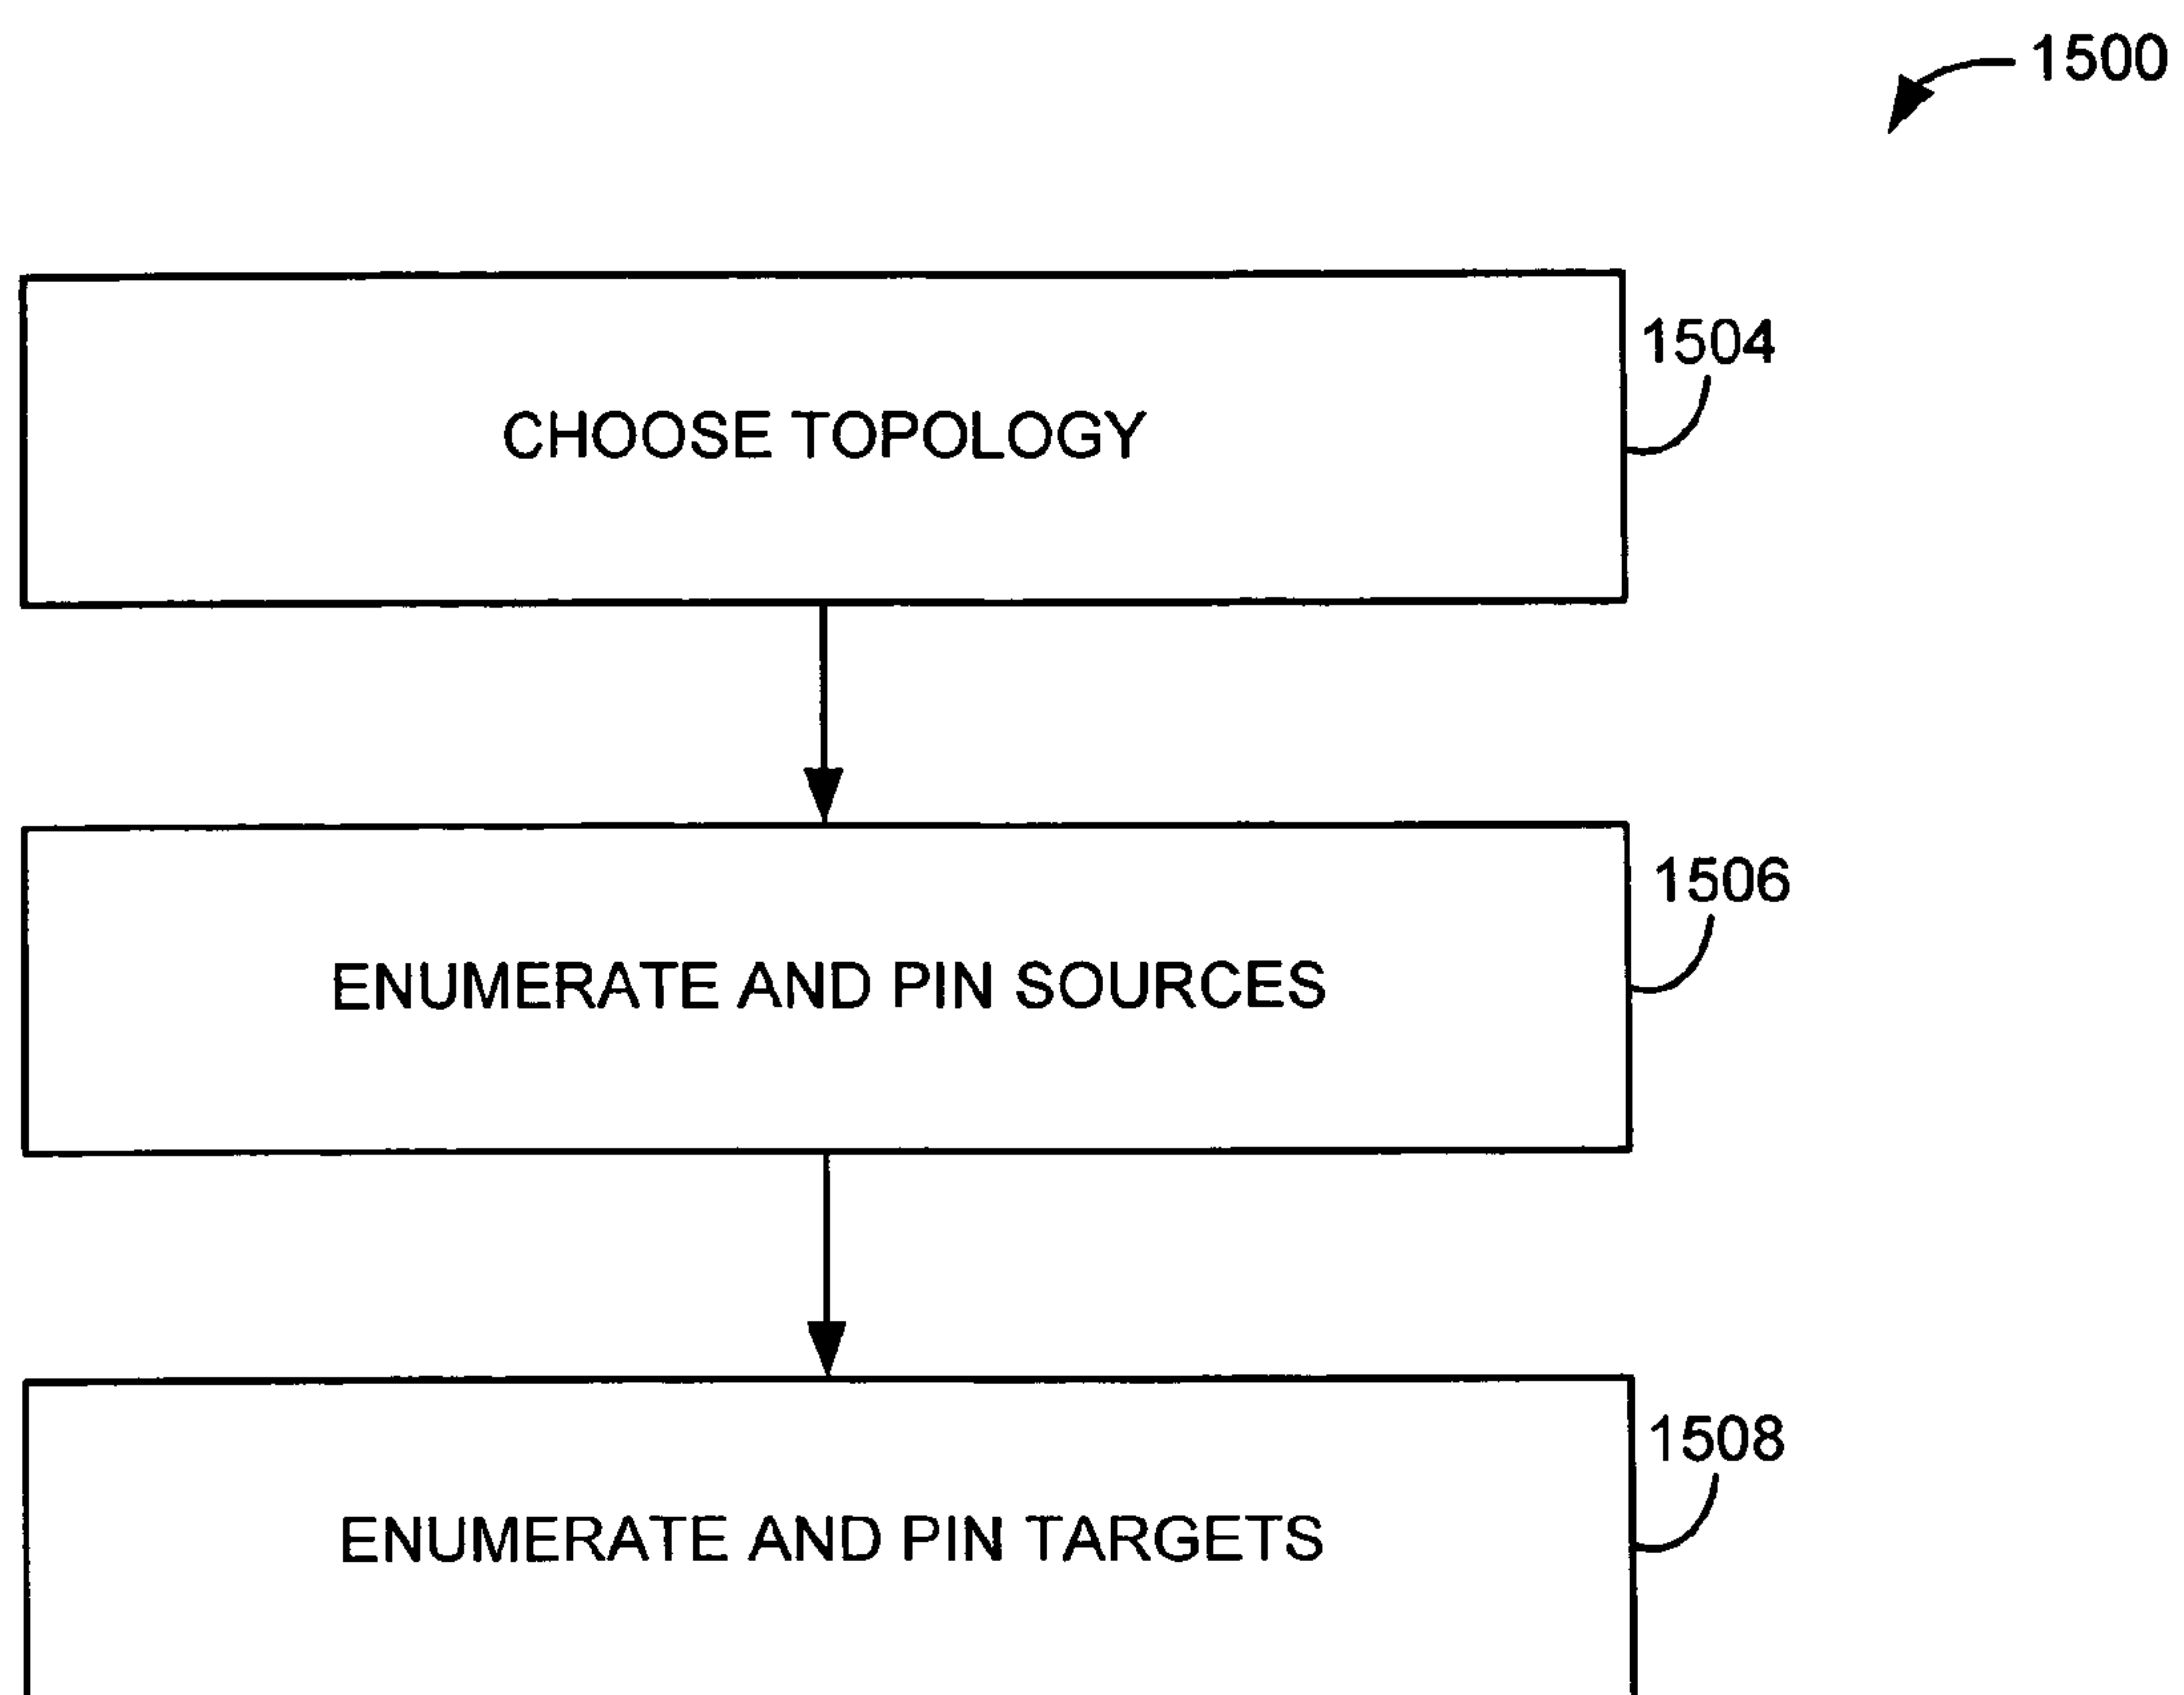 1500
1504
CHOOSE TOPOLOGY
1506
ENUMERATE AND PIN SOURCES
1508
ENUMERATE AND PIN TARGETS